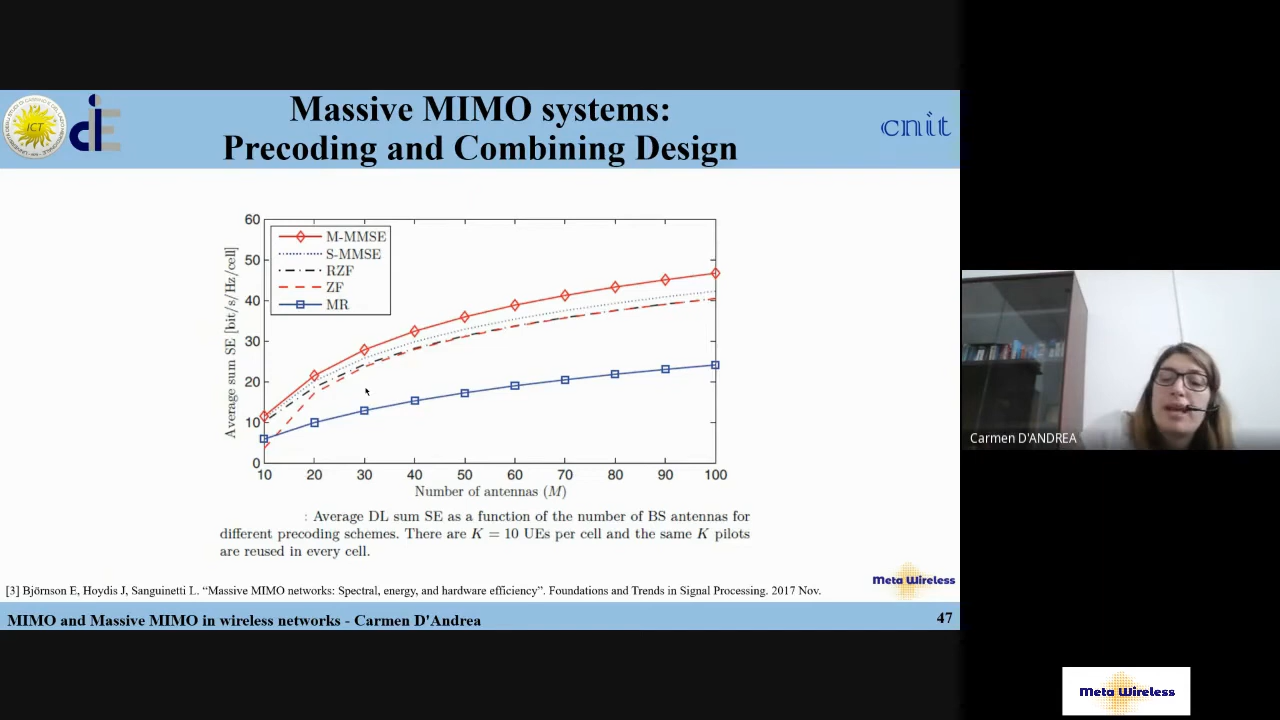 Massive MIMO systems:
Precoding and Combining Design
ICT
cnit
60
50
40
30
20
10
0
Average sum SE [bit/s/Hz/cell]
M-MMSE
S-MMSE
RZF
ZF
MR
10 20 30 40 50 60 70 80 90 100
Number of antennas (M)
: Average DL sum SE as a function of the number of BS antennas for
different precoding schemes. There are K = 10 UEs per cell and the same K pilots
are reused in every cell.
Meta Wireless
[3] Björnson E, Hoydis J, Sanguinetti L. “Massive MIMO networks: Spectral, energy, and hardware efficiency”. Foundations and Trends in Signal Processing. 2017 Nov.
MIMO and Massive MIMO in wireless networks - Carmen D'Andrea
47
Carmen D'ANDREA
Meta Wireless